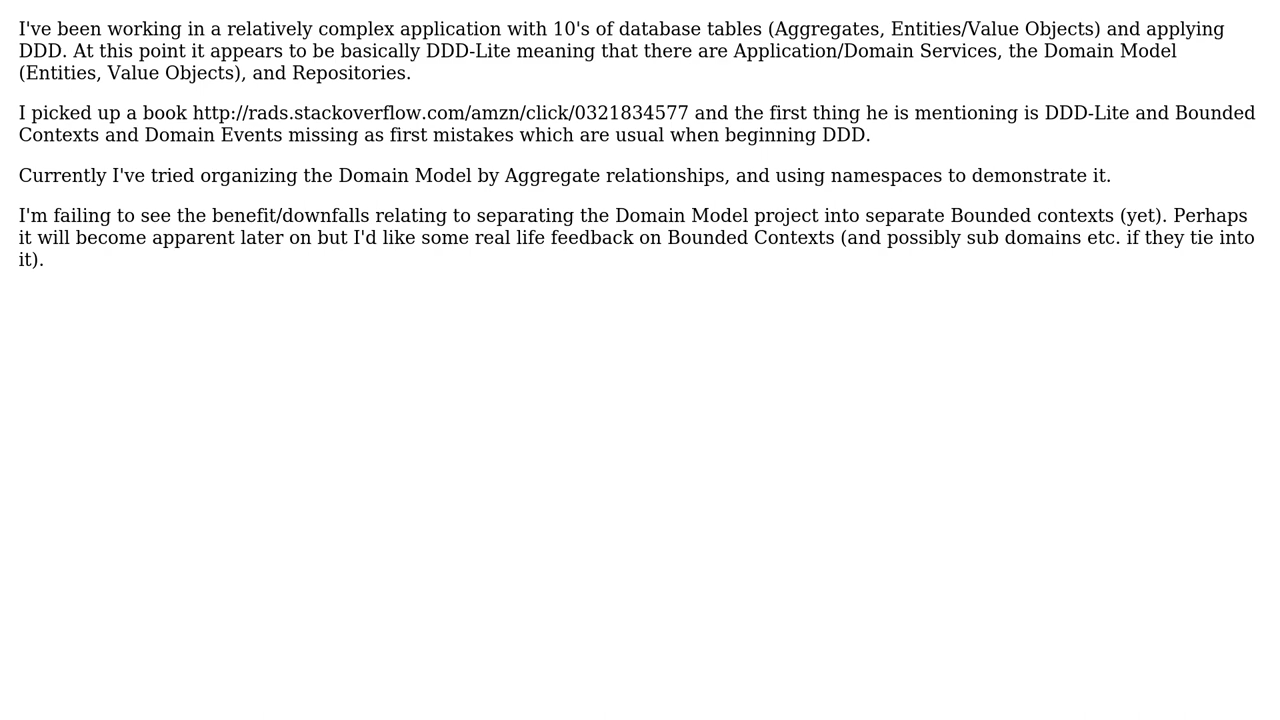 I've been working in a relatively complex application with 10's of database tables (Aggregates, Entities/Value Objects) and applying
DDD. At this point it appears to be basically DDD-Lite meaning that there are Application/Domain Services, the Domain Model
(Entities, Value Objects), and Repositories.
I picked up a book http://rads.stackoverflow.com/amzn/click/0321834577 and the first thing he is mentioning is DDD-Lite and Bounded
Contexts and Domain Events missing as first mistakes which are usual when beginning DDD.
Currently I've tried organizing the Domain Model by Aggregate relationships, and using namespaces to demonstrate it.
I'm failing to see the benefit/downfalls relating to separating the Domain Model project into separate Bounded contexts (yet). Perhaps
it will become apparent later on but I'd like some real life feedback on Bounded Contexts (and possibly sub domains etc. if they tie into
it).